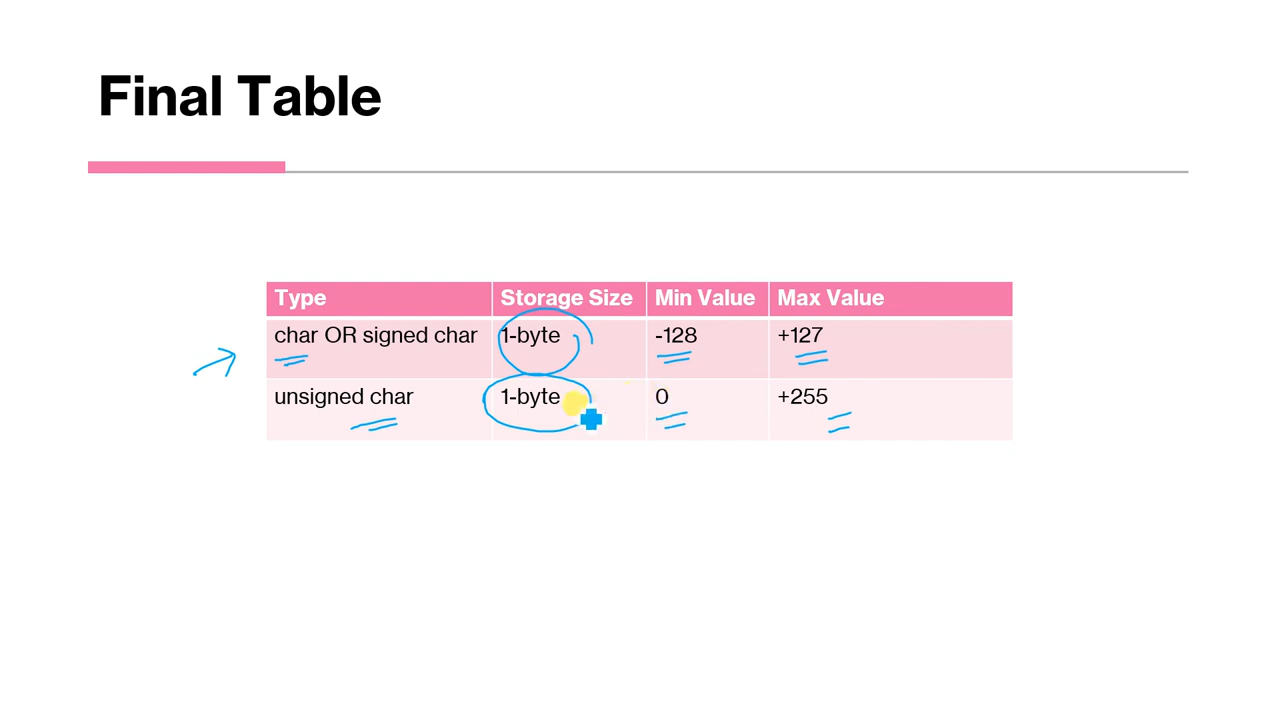 Final Table
Type Storage Size Min Value Max Value
char OR signed char 1-byte -128 +127
unsigned char 1-byte 0 +255